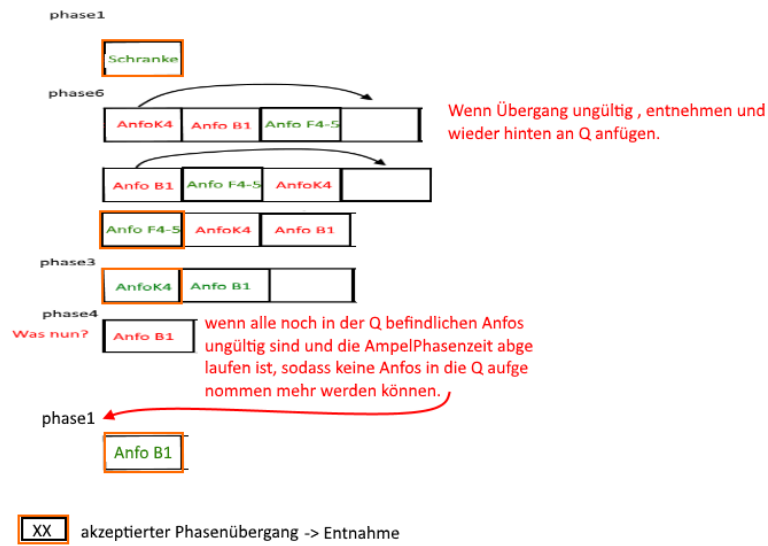 phase1
Schranke
phase6
AnfoK4 Anfo B1 Anfo F4-5
Wenn Übergang ungültig , entnehmen und
wieder hinten an Q anfügen.
Anfo B1 Anfo F4-5 AnfoK4
Anfo F4-5 AnfoK4 Anfo B1
phase3
AnfoK4 Anfo B1
phase4
Was nun? Anfo B1
wenn alle noch in der Q befindlichen Anfos
ungültig sind und die AmpelPhasenzeit abge
laufen ist, sodass keine Anfos in die Q aufge
nommen mehr werden können.
phase1
Anfo B1
XX akzeptierter Phasenübergang -> Entnahme